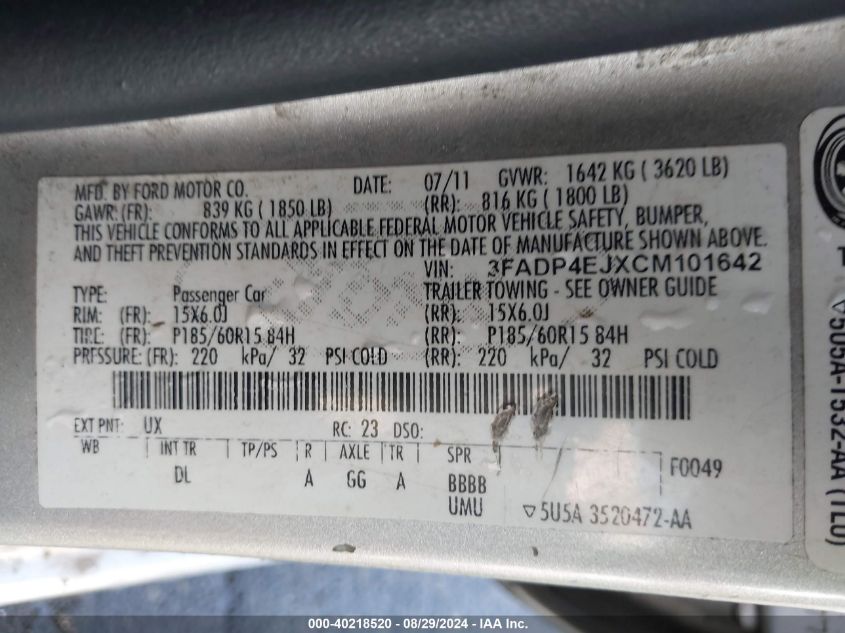 MFD. BY FORD MOTOR CO. DATE: 07/11 GVWR: 1642 KG ( 3620 LB)
GAWR: (FR): 839 KG ( 1850 LB) (RR): 816 KG ( 1800 LB)
THIS VEHICLE CONFORMS TO ALL APPLICABLE FEDERAL MOTOR VEHICLE SAFETY, BUMPER,
AND THEFT PREVENTION STANDARDS IN EFFECT ON THE DATE OF MANUFACTURE SHOWN ABOVE.
VIN: 3FADP4EJXCM101642
TYPE: Passenger Car TRAILER TOWING - SEE OWNER GUIDE
RIM: (FR): 15X6.0J (RR): 15X6.0J
TIRE: (FR): P185/60R15 84H (RR): P185/60R15 84H
PRESSURE: (FR): 220 kPa/ 32 PSI COLD (RR): 220 kPa/ 32 PSI COLD
EXT PNT: UX RC: 23 DSO:
WB INT TR TP/PS R AXLE TR SPR
DL A GG A BBBB
UMU
F0049
▽5U5A 3520472-AA
▽5U5A-1532-AA (TL0)
000-40218520 - 08/29/2024 - IAA Inc.